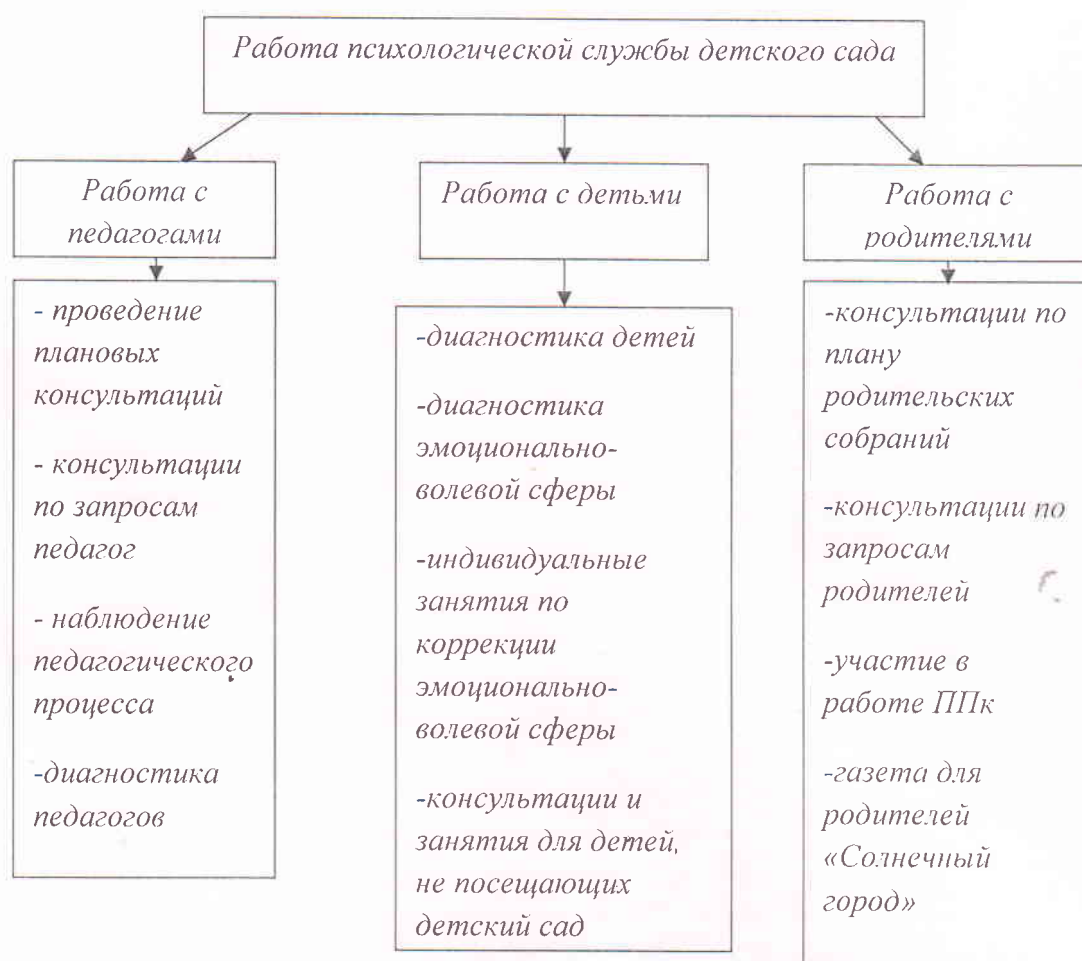 Работа психологической службы детского сада
Работа с
педагогами
Работа с детьми
Работа с
родителями
- проведение
плановых
консультаций
- консультации
по запросам
педагог
- наблюдение
педагогического
процесса
-диагностика
педагогов
-диагностика детей
-диагностика
эмоционально-
волевой сферы
-индивидуальные
занятия по
коррекции
эмоционально-
волевой сферы
-консультации и
занятия для детей,
не посещающих
детский сад
-консультации по
плану
родительских
собраний
-консультации по
запросам
родителей
-участие в
работе ППк
-газета для
родителей
«Солнечный
город»